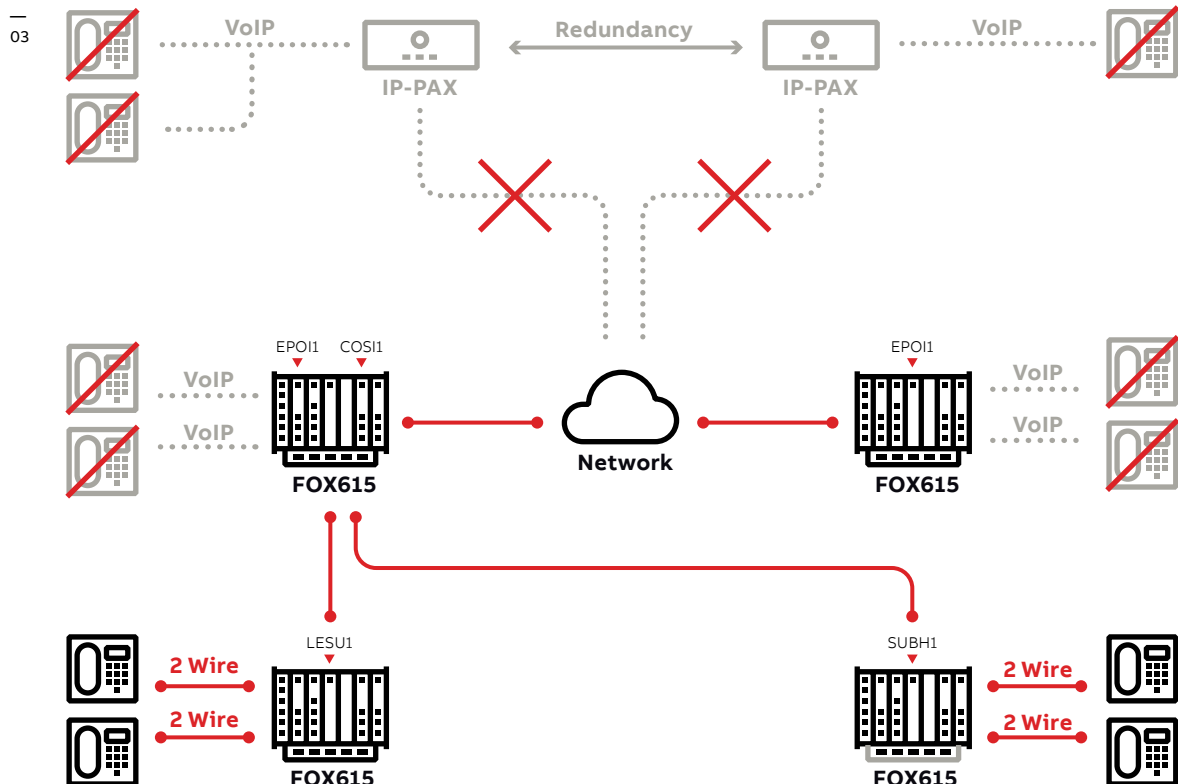 03
VoIP
Redundancy
VoIP
IP-PAX
IP-PAX
EPOI1
COSI1
EPOI1
VoIP
VoIP
VoIP
VoIP
Network
FOX615
FOX615
LESU1
SUBH1
2 Wire
2 Wire
2 Wire
2 Wire
FOX615
FOX615